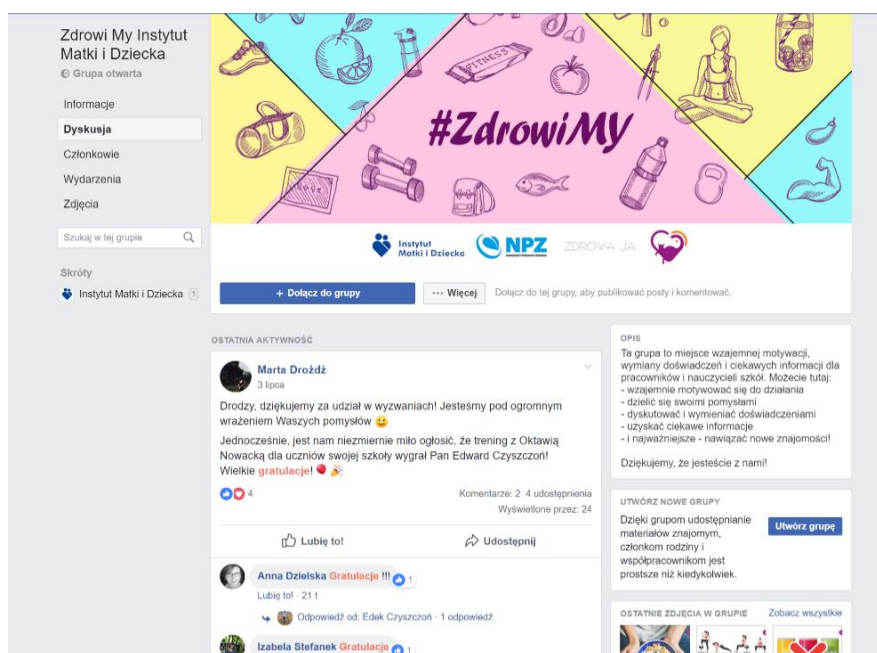 Zdrowi My Instytut
Matki i Dziecka
Grupa otwarta
Informacje
Dyskusja
Członkowie
Wydarzenia
Zdjęcia
Szukaj w tej grupie
Skróty
Instytut Matki i Dziecka 1
FITNESS
#ZdrowiMY
Instytut
Matki i Dziecka
NPZ
ZDROWA JA
+ Dołącz do grupy
Więcej
Dołącz do tej grupy, aby publikować posty i komentować.
OSTATNIA AKTYWNOŚĆ
Marta Drożdż
3 lipca
Drodzy, dziękujemy za udział w wyzwaniach! Jesteśmy pod ogromnym
wrażeniem Waszych pomysłów 🙂
Jednocześnie, jest nam niezmiernie miło ogłosić, że trening z Oktawią
Nowacką dla uczniów swojej szkoły wygrał Pan Edward Czyszczoń!
Wielkie gratulacje! 🎈 🎉
4
Komentarze: 2 4 udostępnienia
Wyświetlone przez: 24
Lubię to!
Udostępnij
Anna Dzielska Gratulacje !!!
1
Lubię to! · 21 t
Odpowiedź od: Edek Czyszczoń · 1 odpowiedź
Izabela Stefanek Gratulacje
1
OPIS
Ta grupa to miejsce wzajemnej motywacji,
wymiany doświadczeń i ciekawych informacji dla
pracowników i nauczycieli szkół. Możecie tutaj:
- wzajemnie motywować się do działania
- dzielić się swoimi pomysłami
- dyskutować i wymieniać doświadczeniami
- uzyskać ciekawe informacje
- i najważniejsze - nawiązać nowe znajomości!
Dziękujemy, że jesteście z nami!
UTWÓRZ NOWE GRUPY
Dzięki grupom udostępnianie
materiałów znajomym,
członkom rodziny i
współpracownikom jest
prostsze niż kiedykolwiek.
Utwórz grupę
OSTATNIE ZDJĘCIA W GRUPIE
Zobacz wszystkie